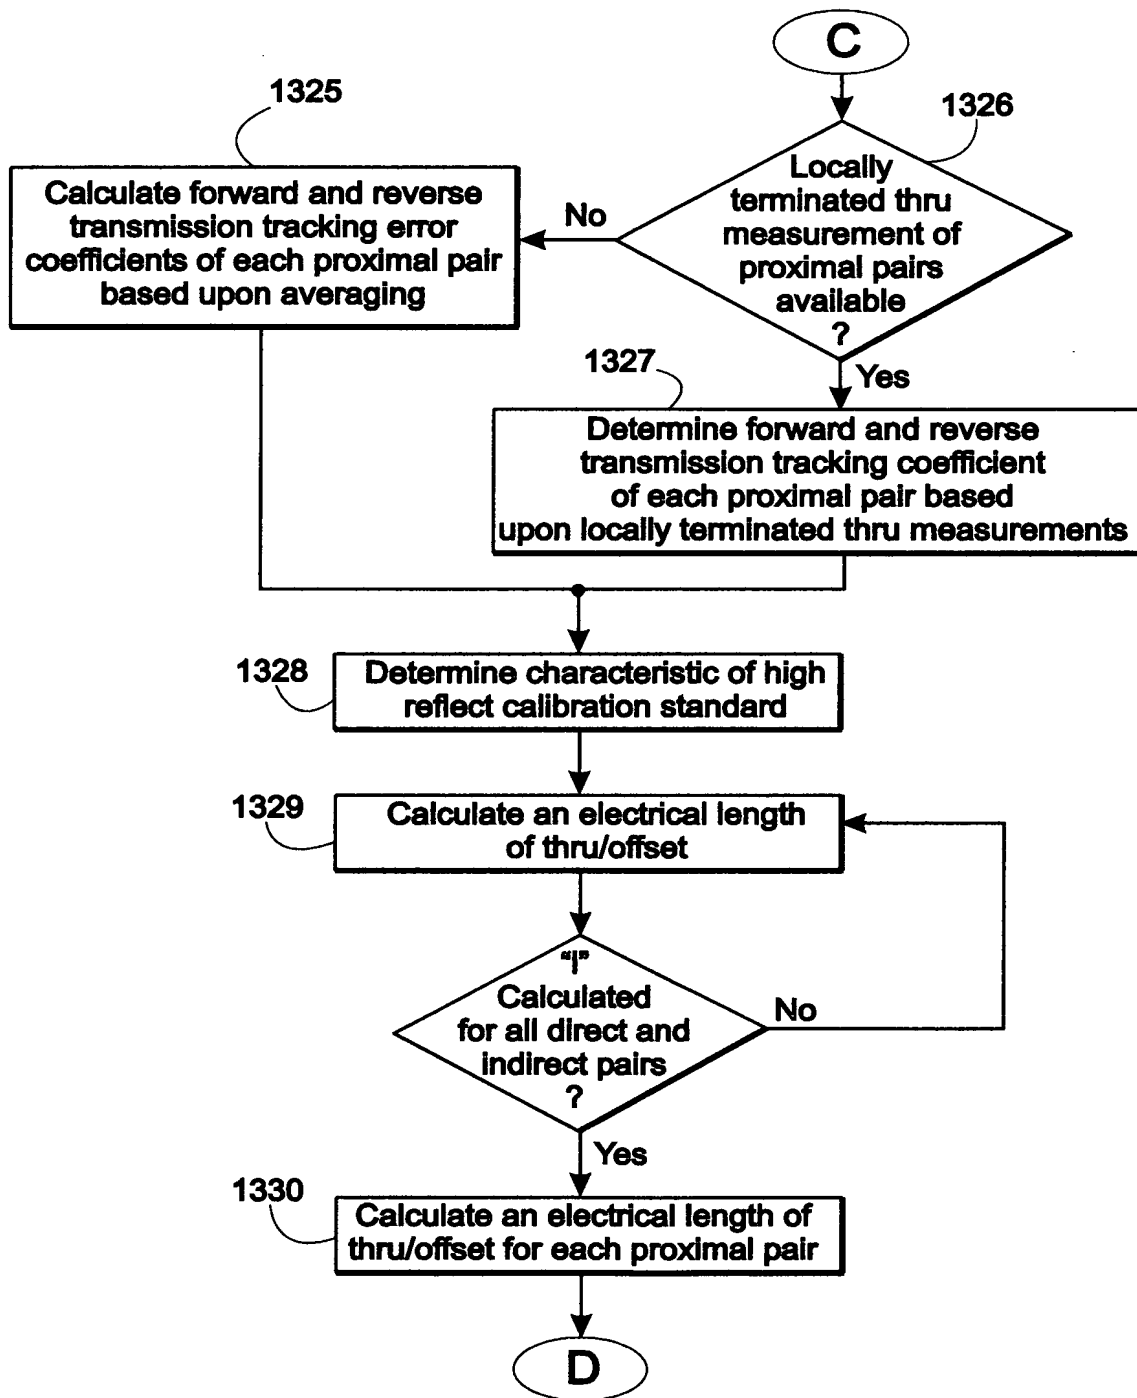 C
1326
Locally
terminated thru
measurement of
proximal pairs
available
?
No
1325
Calculate forward and reverse
transmission tracking error
coefficients of each proximal pair
based upon averaging
Yes
1327
Determine forward and reverse
transmission tracking coefficient
of each proximal pair based
upon locally terminated thru measurements
1328
Determine characteristic of high
reflect calibration standard
1329
Calculate an electrical length
of thru/offset
"l"
Calculated
for all direct and
indirect pairs
?
No
Yes
1330
Calculate an electrical length of
thru/offset for each proximal pair
D